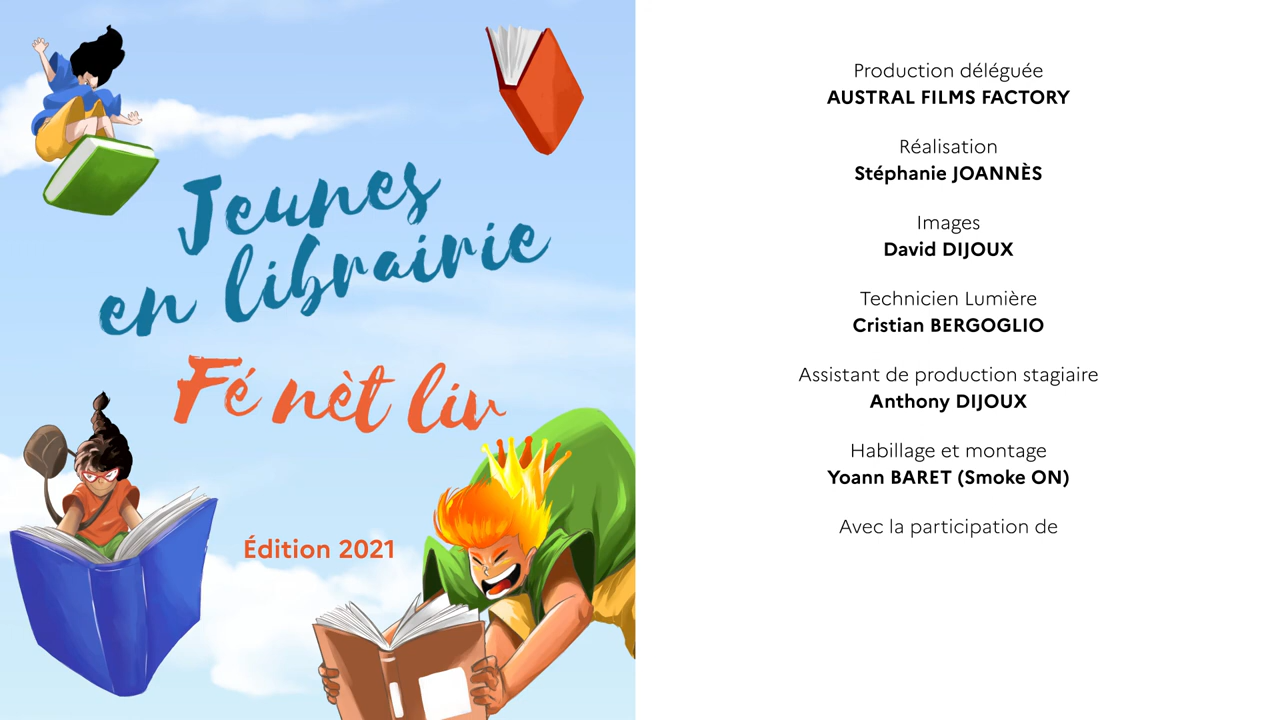 Jeunes
en librairie
Fé nèt liv
Édition 2021
Production déléguée
AUSTRAL FILMS FACTORY
Réalisation
Stéphanie JOANNÈS
Images
David DIJOUX
Technicien Lumière
Cristian BERGOGLIO
Assistant de production stagiaire
Anthony DIJOUX
Habillage et montage
Yoann BARET (Smoke ON)
Avec la participation de